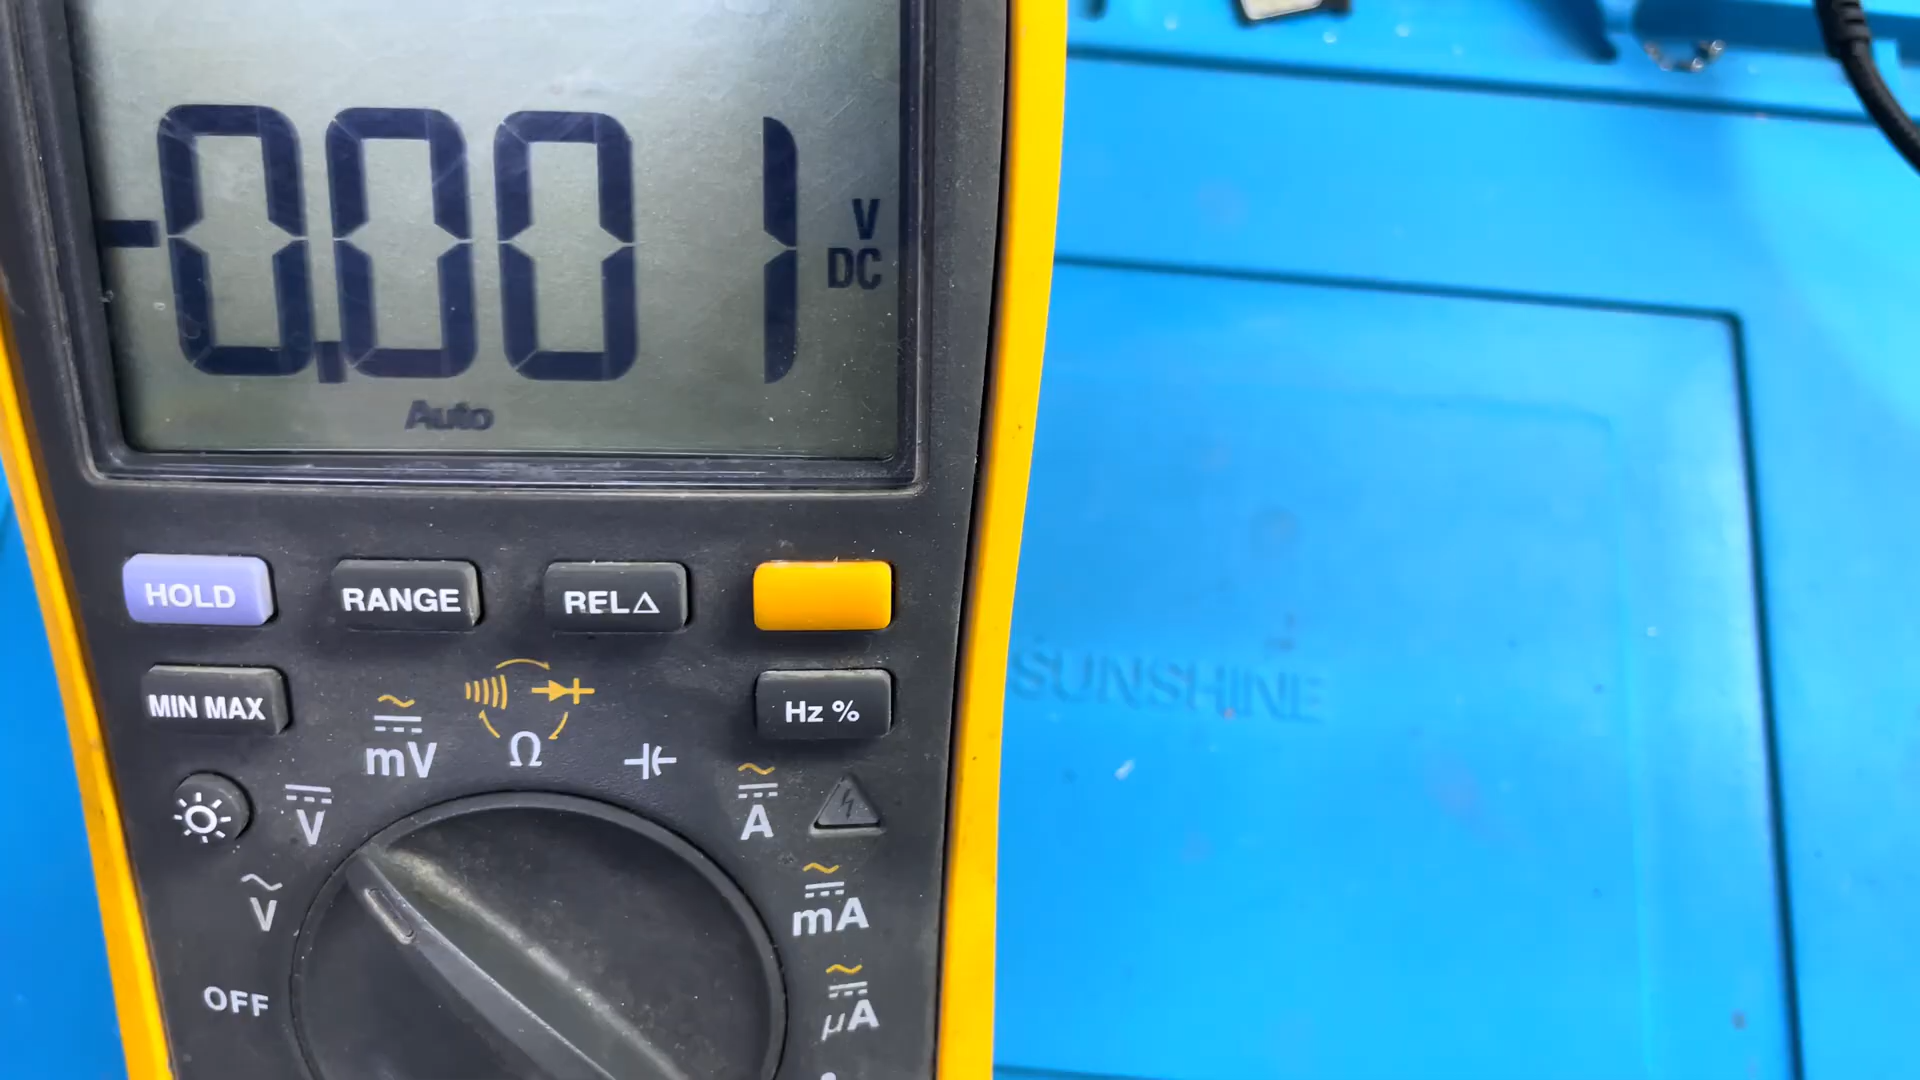 -0.001 V DC
Auto
HOLD RANGE REL△
MIN MAX Hz %
mV Ω
V A
V mA
OFF µA
SUNSHINE